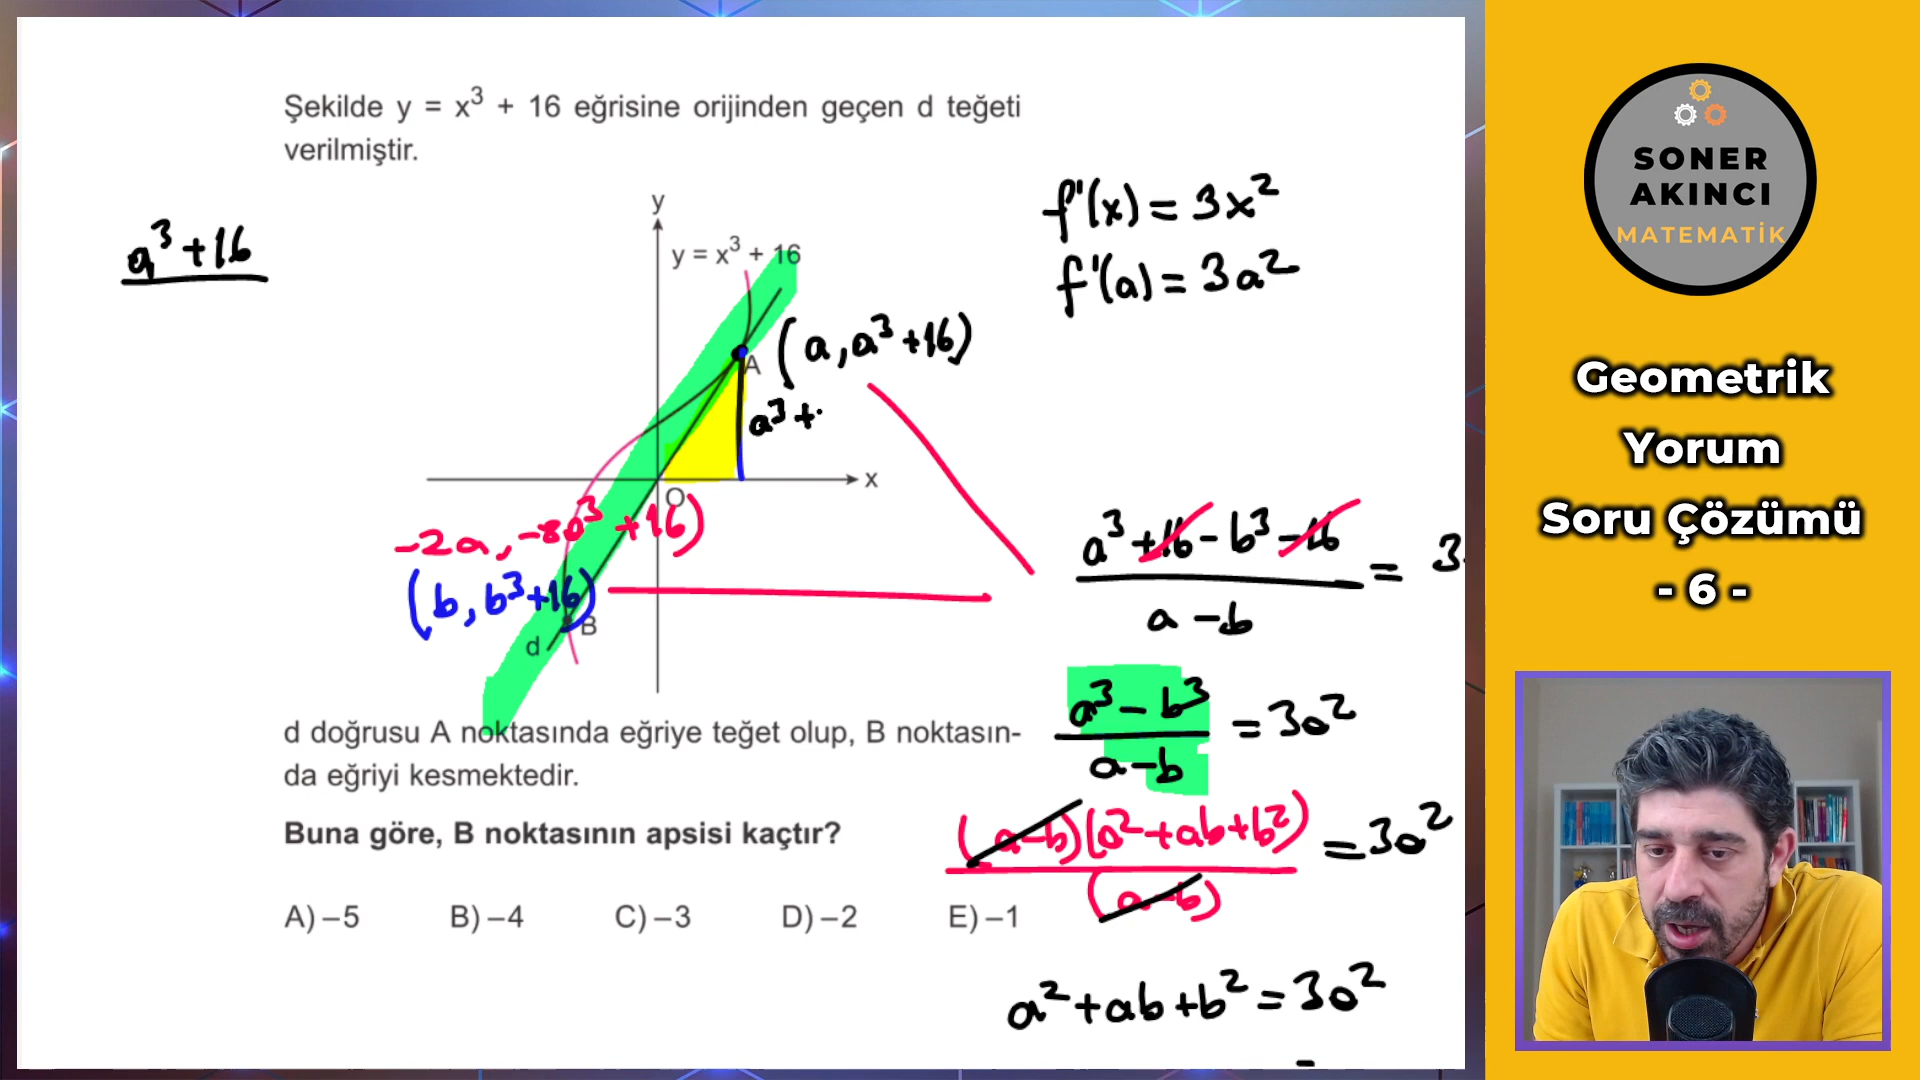 Şekilde y = x³ + 16 eğrisine orijinden geçen d teğeti
verilmiştir.
a³ + 16
y
y = x³ + 16
(a, a³ + 16)
A
a³ +
x
O
-2a, -8a³ + 16)
(b, b³ + 16)
B
d
d doğrusu A noktasında eğriye teğet olup, B noktasın-
da eğriyi kesmektedir.
Buna göre, B noktasının apsisi kaçtır?
A) –5 B) –4 C) –3 D) –2 E) –1
f'(x) = 3x²
f'(a) = 3a²
a³ + 16 - b³ - 16 = 3
a - b
a³ - b³ = 3a²
a - b
(a-b)(a² + ab + b²) = 3a²
(a-b)
a² + ab + b² = 3a²
SONER
AKINCI
MATEMATİK
Geometrik
Yorum
Soru Çözümü
- 6 -